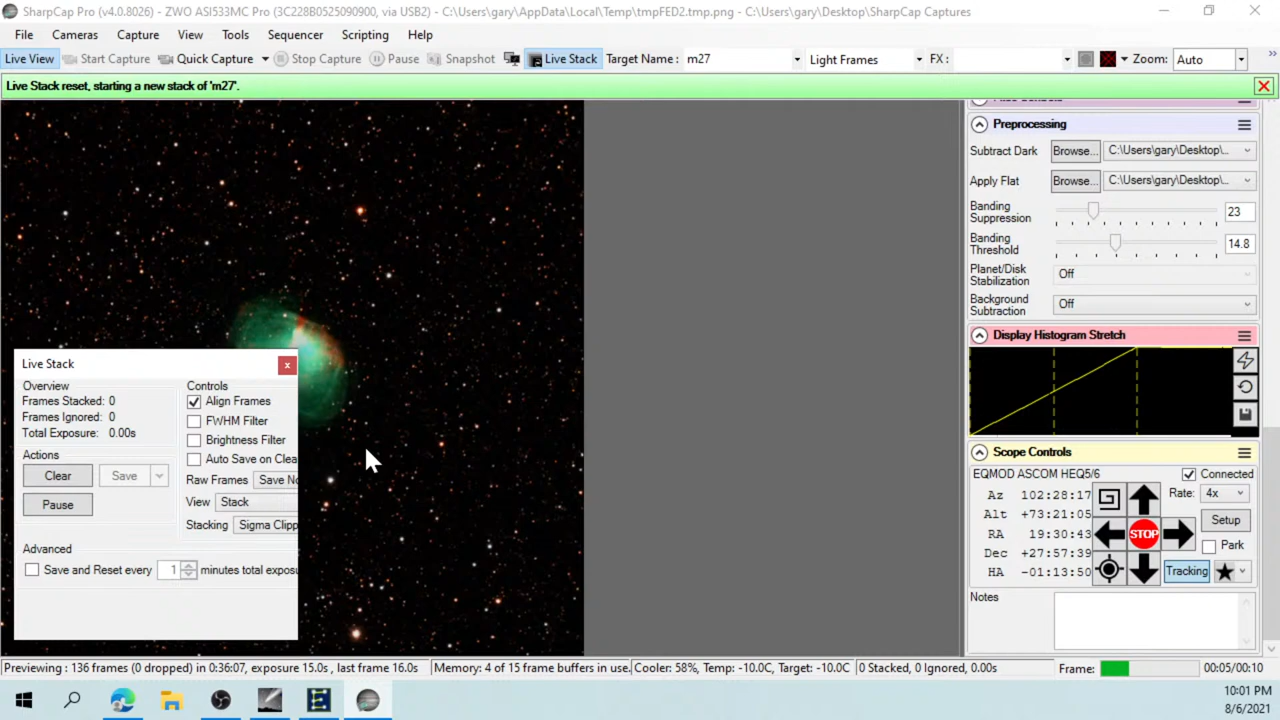 SharpCap Pro (v4.0.8026) - ZWO ASI533MC Pro (3C228B0525090900, via USB2) - C:\Users\gary\AppData\Local\Temp\tmpFED2.tmp.png - C:\Users\gary\Desktop\SharpCap Captures
File Cameras Capture View Tools Sequencer Scripting Help
Live View Start Capture Quick Capture Stop Capture Pause Snapshot Live Stack Target Name : m27 Light Frames FX : Zoom: Auto
Live Stack reset, starting a new stack of 'm27'.
Preprocessing
Subtract Dark Browse... C:\Users\gary\Desktop\...
Apply Flat Browse... C:\Users\gary\Desktop\...
Banding
Suppression 23
Banding
Threshold 14.8
Planet/Disk
Stabilization Off
Background
Subtraction Off
Display Histogram Stretch
Live Stack
Overview Controls
Frames Stacked: 0 Align Frames
Frames Ignored: 0 FWHM Filter
Total Exposure: 0.00s Brightness Filter
Actions Auto Save on Clea
Clear Save Raw Frames Save No
Pause View Stack
Stacking Sigma Clipp
Advanced
Save and Reset every 1 minutes total exposu
Scope Controls
EQMOD ASCOM HEQ5/6 Connected
Az 102:28:17 Rate: 4x
Alt +73:21:05
RA 19:30:43 STOP Setup
Dec +27:57:39 Park
HA -01:13:50 Tracking
Notes
Previewing : 136 frames (0 dropped) in 0:36:07, exposure 15.0s , last frame 16.0s Memory: 4 of 15 frame buffers in use. Cooler: 58%, Temp: -10.0C, Target: -10.0C 0 Stacked, 0 Ignored, 0.00s Frame: 00:05/00:10
10:01 PM
8/6/2021